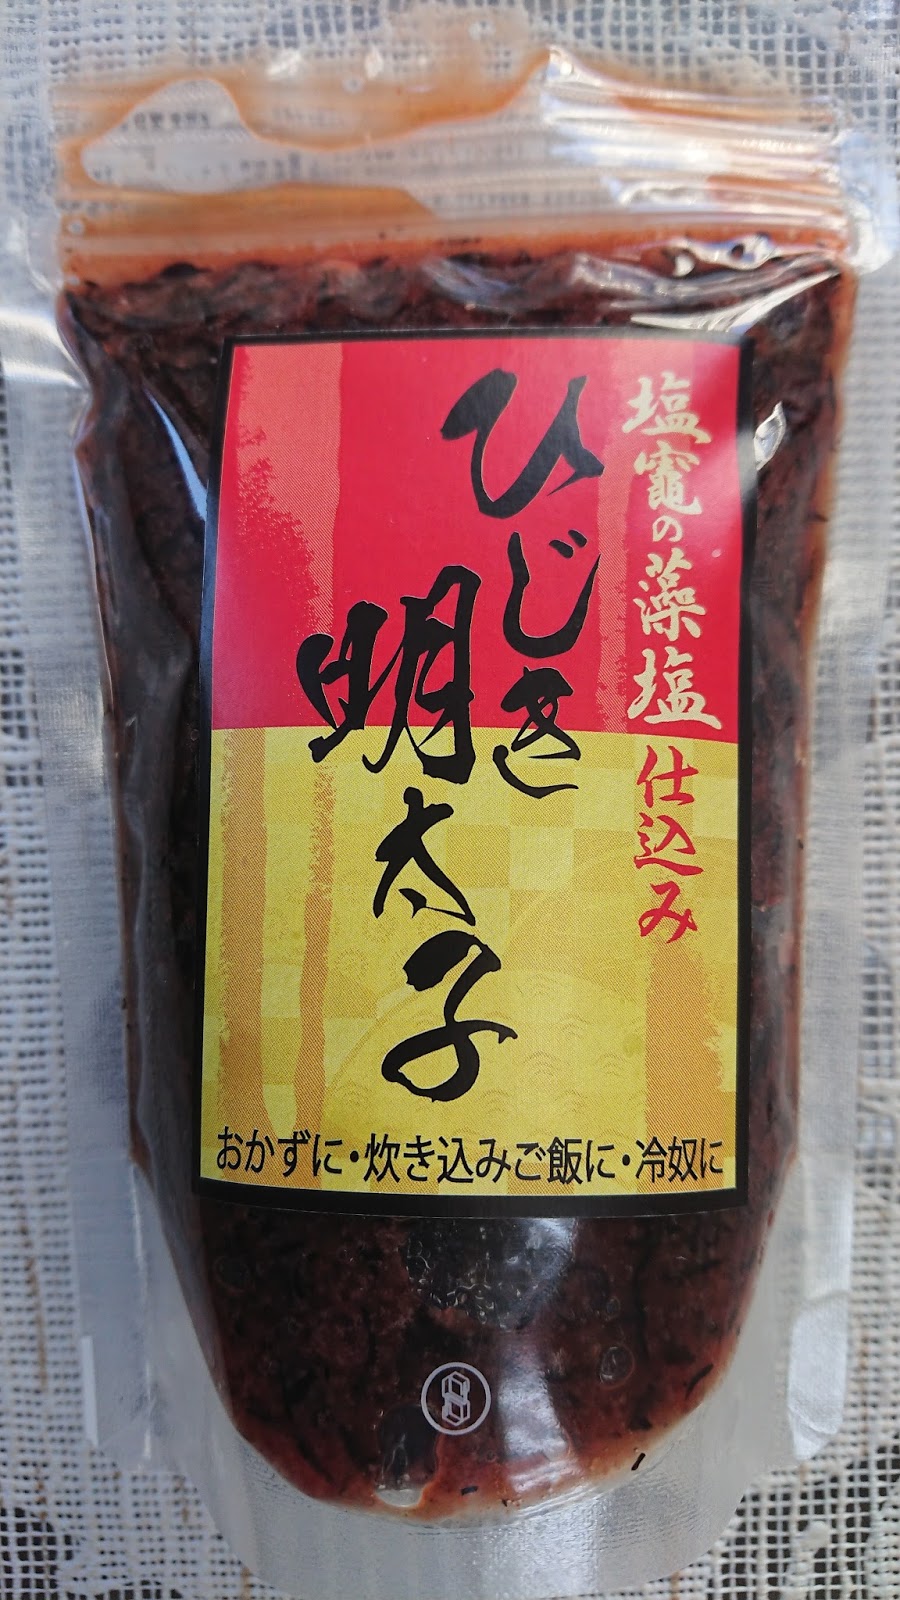 塩竈の藻塩仕込み
ひじき
明太子
おかずに・炊き込みご飯に・冷奴に